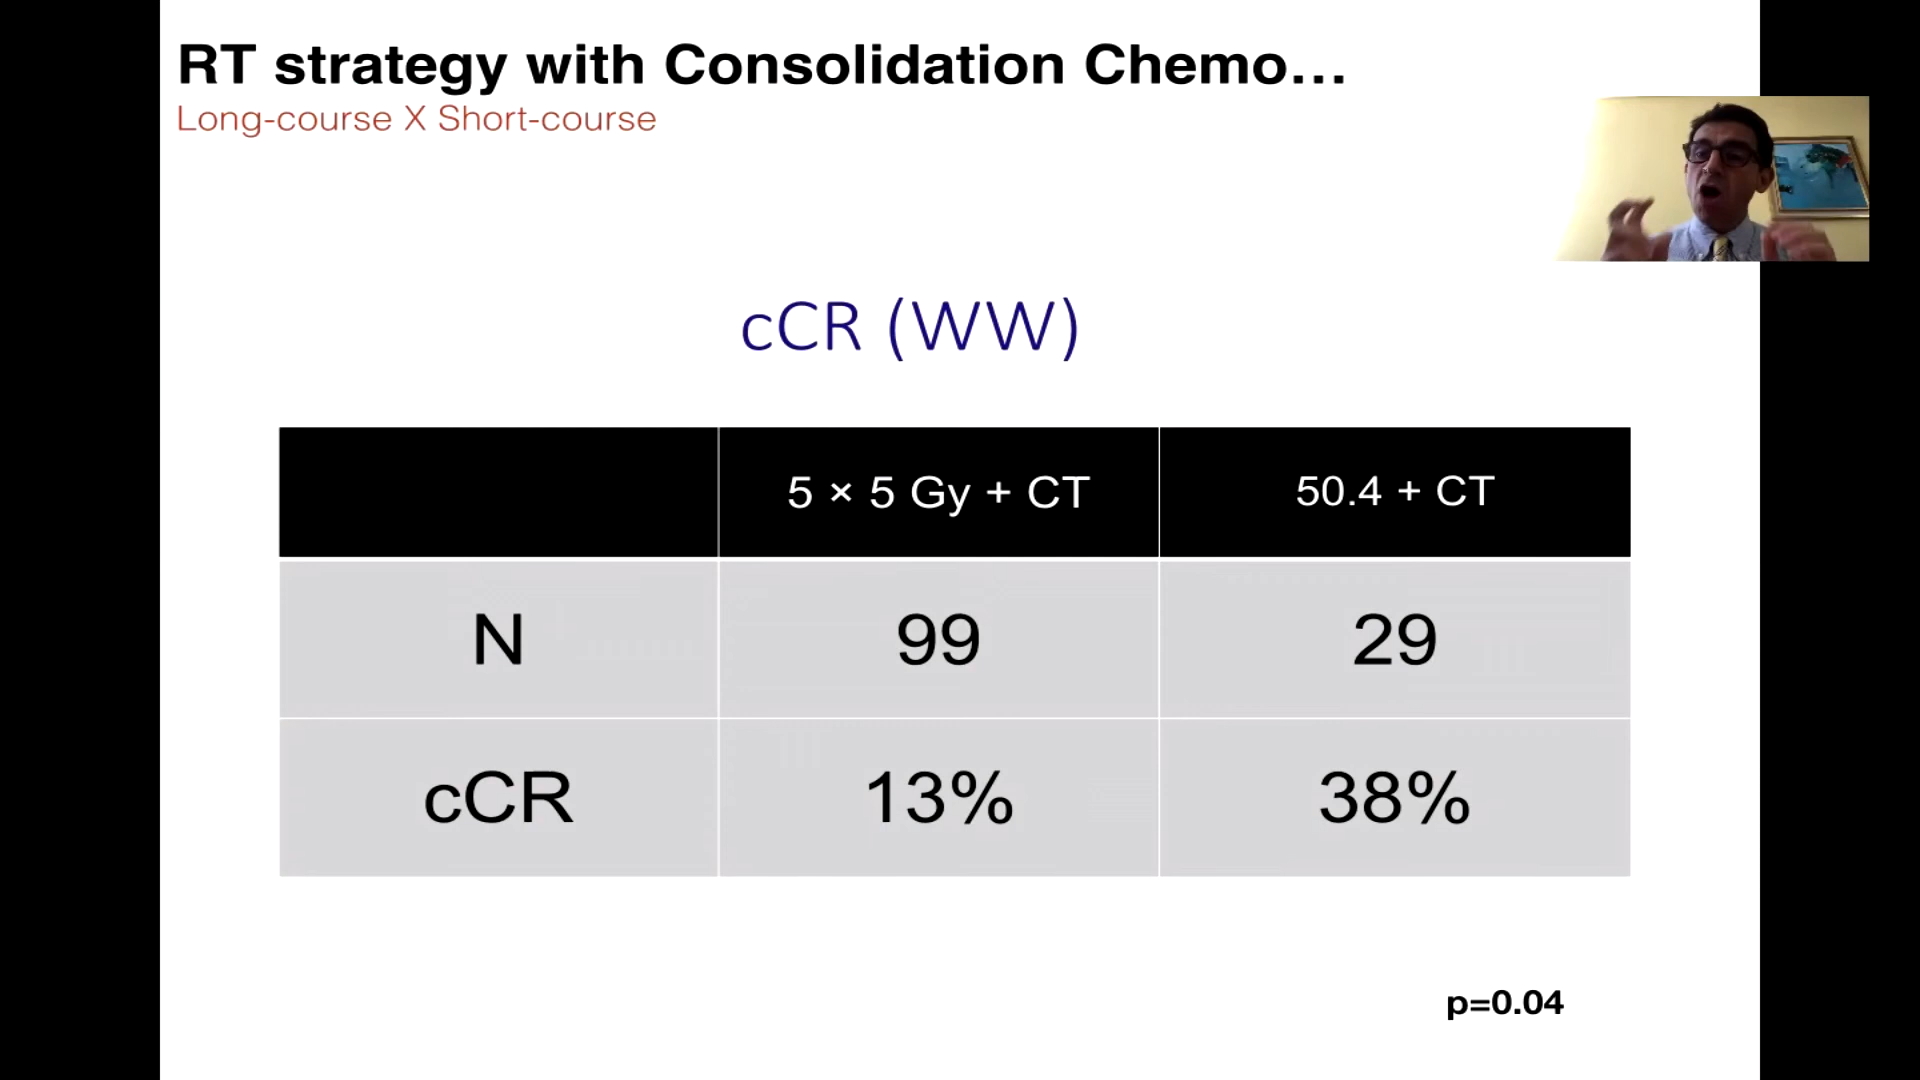 RT strategy with Consolidation Chemo…
Long-course X Short-course
cCR (WW)
5 × 5 Gy + CT
50.4 + CT
N
99
29
cCR
13%
38%
p=0.04